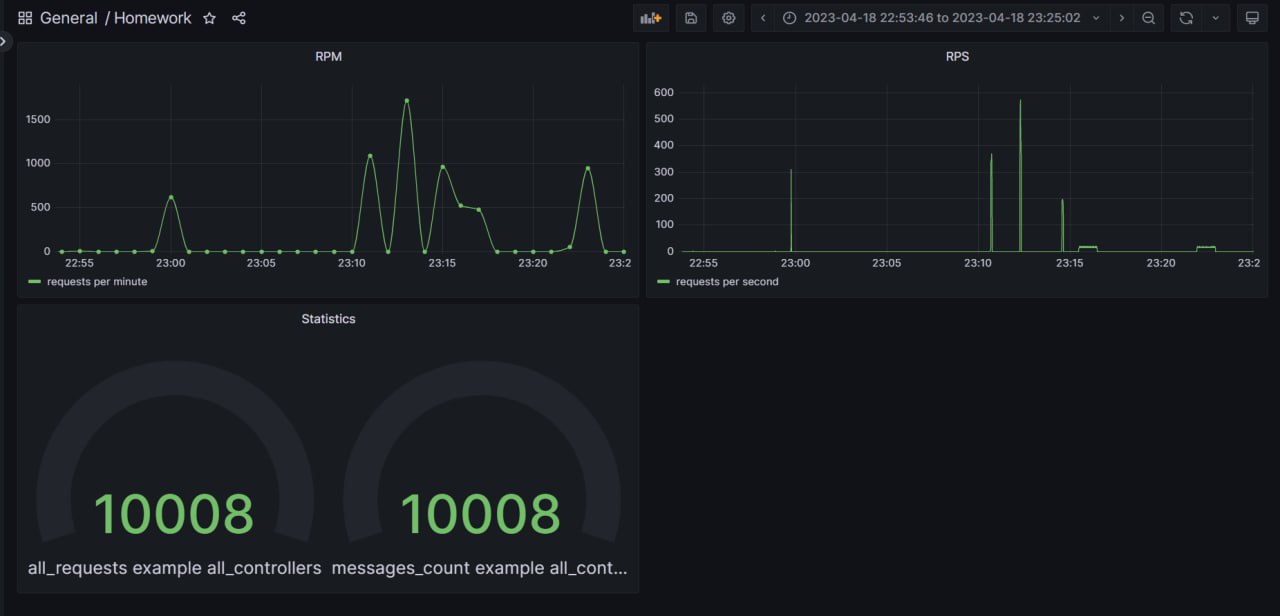 General / Homework
2023-04-18 22:53:46 to 2023-04-18 23:25:02
RPM
1500
1000
500
0
22:55 23:00 23:05 23:10 23:15 23:20 23:2
requests per minute
RPS
600
500
400
300
200
100
0
22:55 23:00 23:05 23:10 23:15 23:20 23:2
requests per second
Statistics
10008 10008
all_requests example all_controllers messages_count example all_cont...